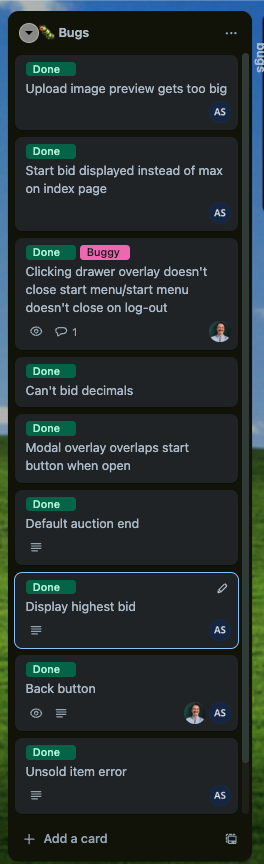 Bugs
Done
Upload image preview gets too big
AS
Done
Start bid displayed instead of max
on index page
AS
Done Buggy
Clicking drawer overlay doesn't
close start menu/start menu
doesn't close on log-out
1
Done
Can't bid decimals
Done
Modal overlay overlaps start
button when open
Done
Default auction end
Done
Display highest bid
AS
Done
Back button
AS
Done
Unsold item error
AS
+ Add a card
bugs